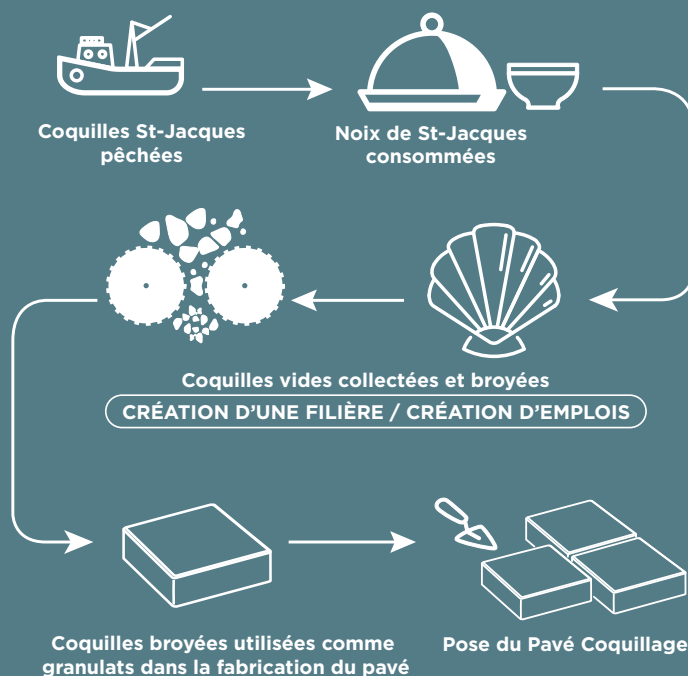 Coquilles St-Jacques
pêchées
Noix de St-Jacques
consommées
Coquilles vides collectées et broyées
CRÉATION D'UNE FILIÈRE / CRÉATION D'EMPLOIS
Coquilles broyées utilisées comme
granulats dans la fabrication du pavé
Pose du Pavé Coquillage